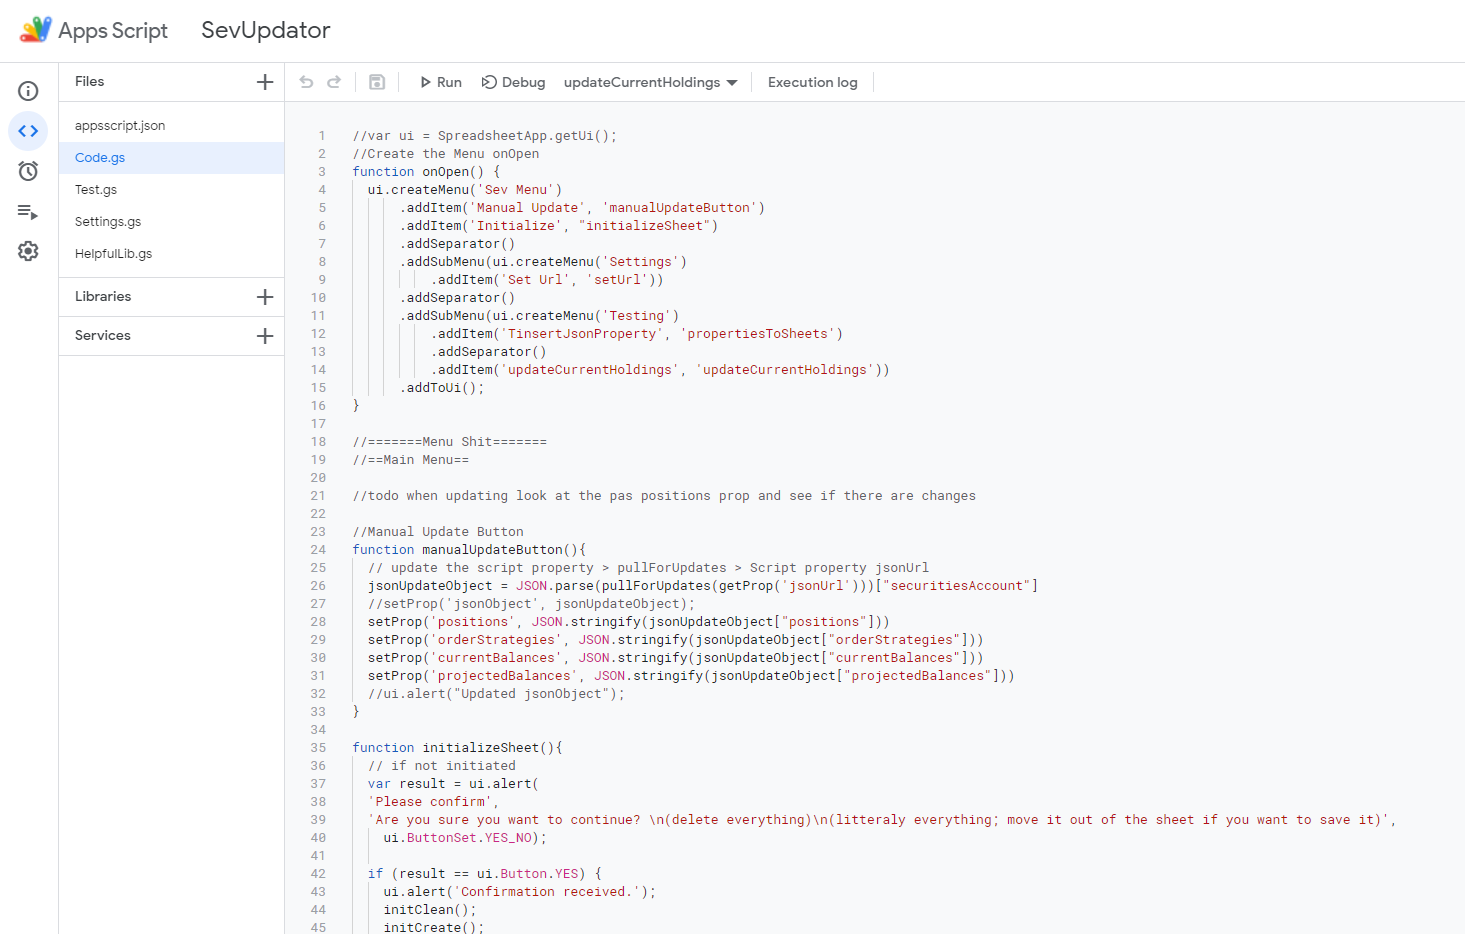 Apps Script SevUpdator
Files
Run Debug updateCurrentHoldings Execution log
appsscript.json
Code.gs
Test.gs
Settings.gs
HelpfulLib.gs
Libraries
Services
1 //var ui = SpreadsheetApp.getUi();
2 //Create the Menu onOpen
3 function onOpen() {
4 ui.createMenu('Sev Menu')
5 .addItem('Manual Update', 'manualUpdateButton')
6 .addItem('Initialize', "initializeSheet")
7 .addSeparator()
8 .addSubMenu(ui.createMenu('Settings')
9 .addItem('Set Url', 'setUrl'))
10 .addSeparator()
11 .addSubMenu(ui.createMenu('Testing')
12 .addItem('TinsertJsonProperty', 'propertiesToSheets')
13 .addSeparator()
14 .addItem('updateCurrentHoldings', 'updateCurrentHoldings'))
15 .addToUi();
16 }
17
18 //=======Menu Shit=======
19 //==Main Menu==
20
21 //todo when updating look at the pas positions prop and see if there are changes
22
23 //Manual Update Button
24 function manualUpdateButton(){
25 // update the script property > pullForUpdates > Script property jsonUrl
26 jsonUpdateObject = JSON.parse(pullForUpdates(getProp('jsonUrl')))["securitiesAccount"]
27 //setProp('jsonObject', jsonUpdateObject);
28 setProp('positions', JSON.stringify(jsonUpdateObject["positions"]))
29 setProp('orderStrategies', JSON.stringify(jsonUpdateObject["orderStrategies"]))
30 setProp('currentBalances', JSON.stringify(jsonUpdateObject["currentBalances"]))
31 setProp('projectedBalances', JSON.stringify(jsonUpdateObject["projectedBalances"]))
32 //ui.alert("Updated jsonObject");
33 }
34
35 function initializeSheet(){
36 // if not initiated
37 var result = ui.alert(
38 'Please confirm',
39 'Are you sure you want to continue? \n(delete everything)\n(litteraly everything; move it out of the sheet if you want to save it)',
40 ui.ButtonSet.YES_NO);
41
42 if (result == ui.Button.YES) {
43 ui.alert('Confirmation received.');
44 initClean();
45 initCreate();